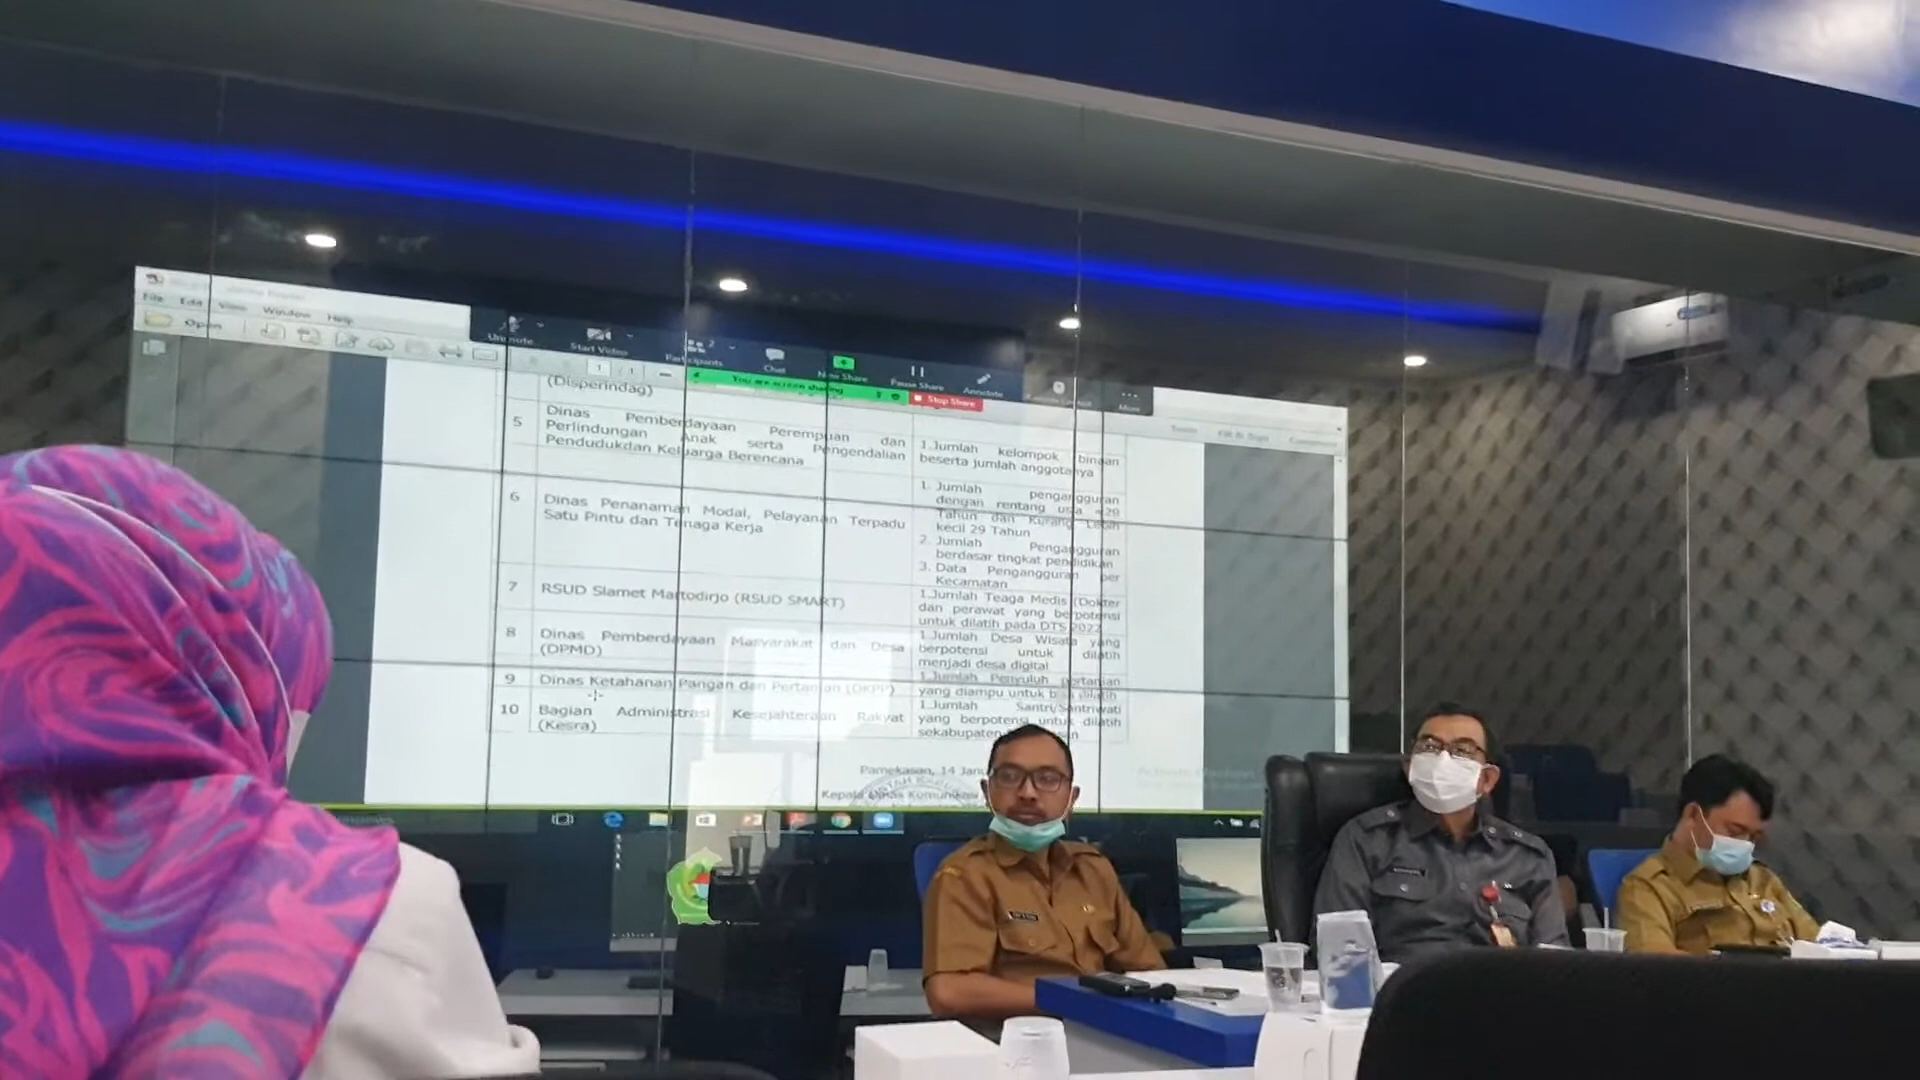 File Edit View Window Help
Open
Start Video
Participants
2
Chat
New Share
Pause Share
Annotate
More
You are screen sharing
Stop Share
1 / 1
(Disperindag)
5
Dinas Pemberdayaan Perempuan dan
Perlindungan Anak serta Pengendalian
Pendudukdan Keluarga Berencana
1.Jumlah kelompok binaan
beserta jumlah anggotanya
6
Dinas Penanaman Modal, Pelayanan Terpadu
Satu Pintu dan Tenaga Kerja
1. Jumlah pengangguran
dengan rentang usia
Tahun dan Kurang Lebih
kecil 29 Tahun
2. Jumlah Pengangguran
berdasar tingkat pendidikan
3. Data Pengangguran per
Kecamatan
7
RSUD Slamet Martodirjo (RSUD SMART)
1.Jumlah Teaga Medis (Dokter
dan perawat yang berpotensi
untuk dilatih pada DTS 2022
8
Dinas Pemberdayaan Masyarakat dan Desa
(DPMD)
1.Jumlah Desa Wisata yang
berpotensi untuk dilatih
menjadi desa digital
9
Dinas Ketahanan Pangan dan Pertanian (DKPP)
1.Jumlah Penyuluh pertanian
yang diampu untuk bisa dilatih
10
Bagian Administrasi Kesejahteraan Rakyat
(Kesra)
1.Jumlah Santri/Santriwati
yang berpotensi untuk dilatih
sekabupaten
Pamekasan, 14
Kepala Dinas